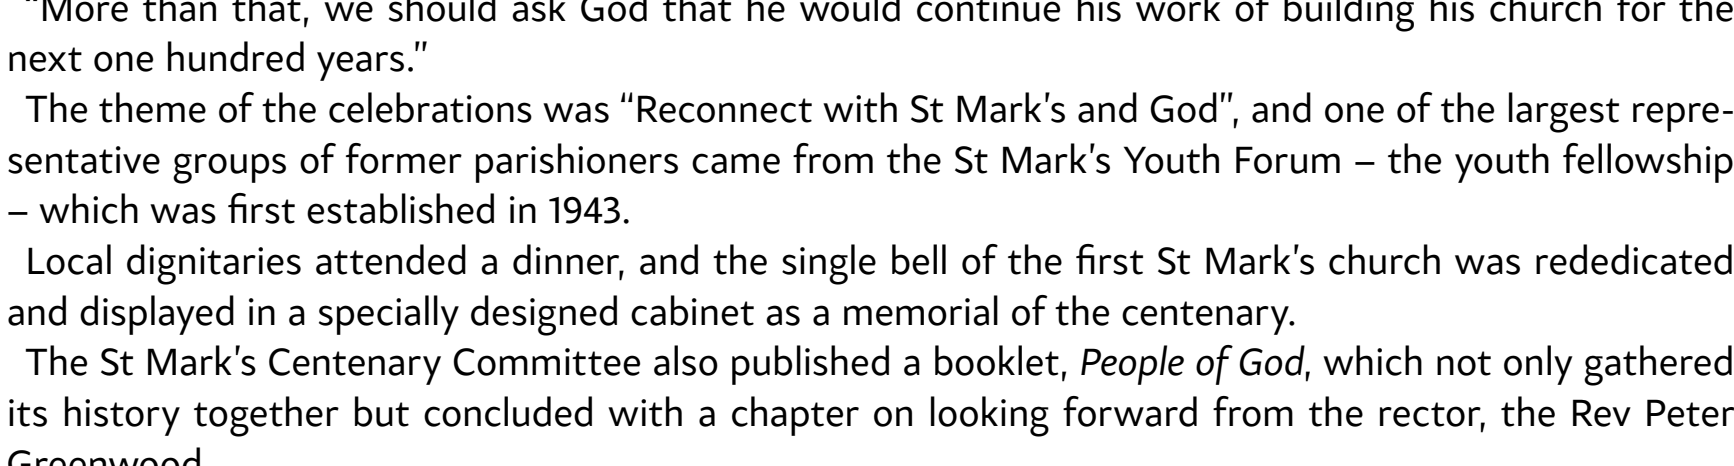 “More than that, we should ask God that he would continue his work of building his church for the
next one hundred years.”
The theme of the celebrations was “Reconnect with St Mark’s and God”, and one of the largest repre-
sentative groups of former parishioners came from the St Mark’s Youth Forum – the youth fellowship
– which was first established in 1943.
Local dignitaries attended a dinner, and the single bell of the first St Mark’s church was rededicated
and displayed in a specially designed cabinet as a memorial of the centenary.
The St Mark’s Centenary Committee also published a booklet, People of God, which not only gathered
its history together but concluded with a chapter on looking forward from the rector, the Rev Peter
Greenwood